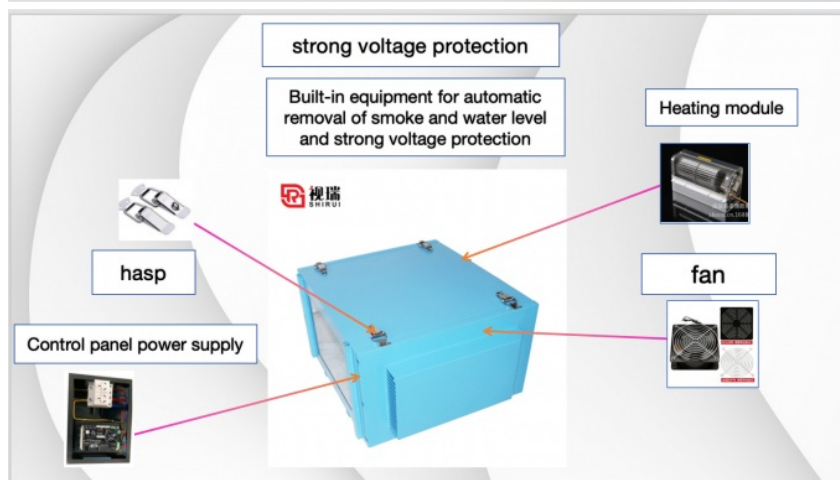 strong voltage protection
Built-in equipment for automatic
removal of smoke and water level
and strong voltage protection
Heating module
视瑞
SHIRUI
hasp
fan
Control panel power supply